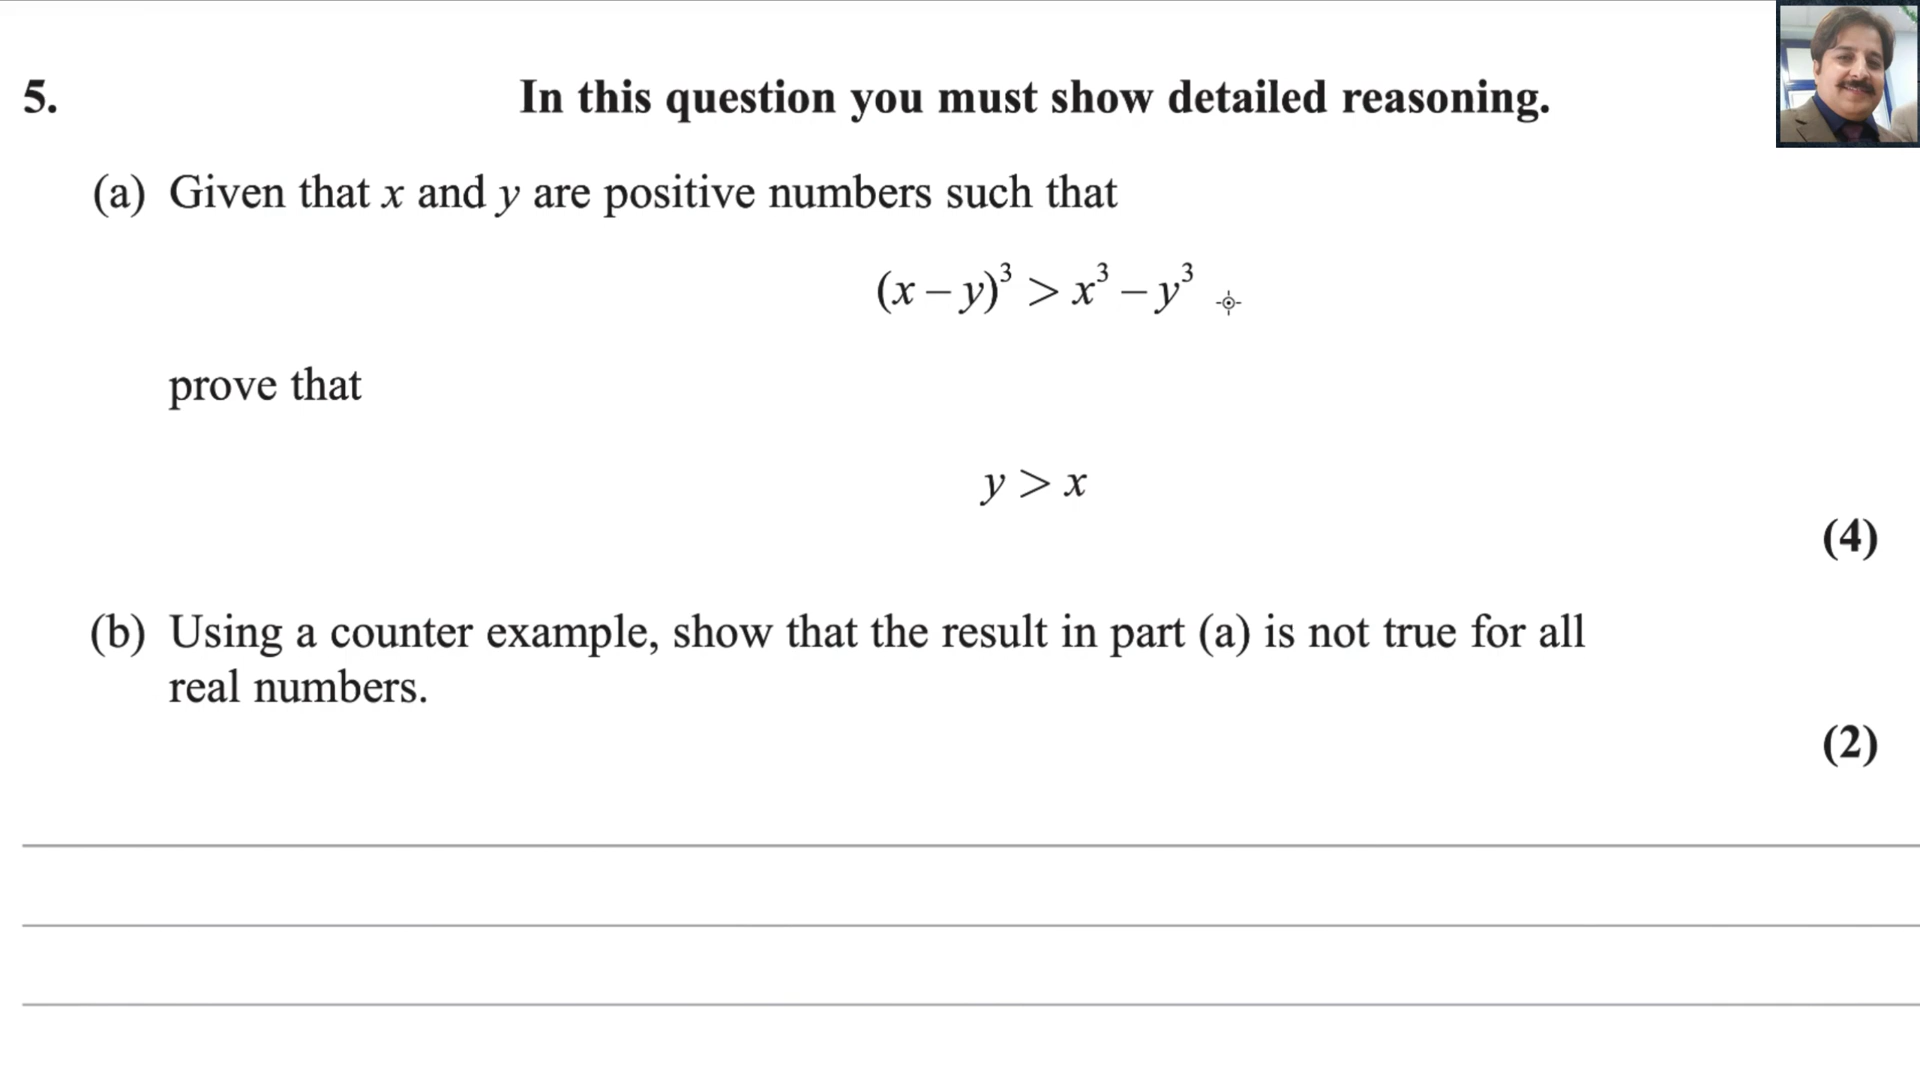 5. In this question you must show detailed reasoning.
(a) Given that x and y are positive numbers such that
(x – y)³ > x³ – y³
prove that
y > x
(4)
(b) Using a counter example, show that the result in part (a) is not true for all
real numbers.
(2)